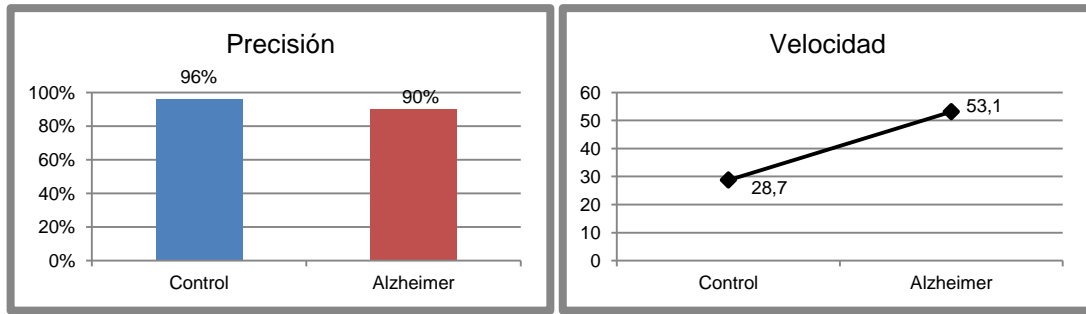 Precisión
96%
90%
100%
80%
60%
40%
20%
0%
Control
Alzheimer
Velocidad
60
50
40
30
20
10
0
53,1
28,7
Control
Alzheimer